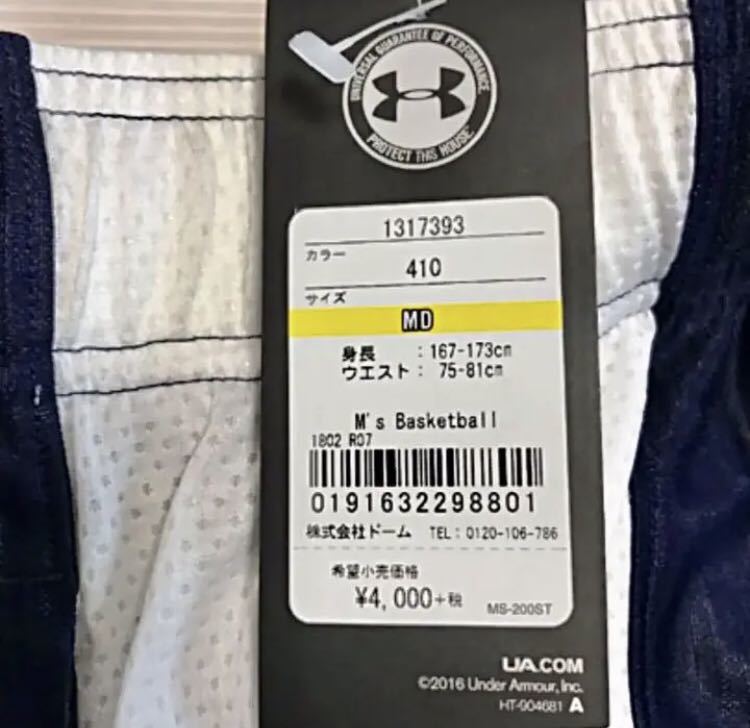 UNIVERSAL GUARANTEE OF PERFORMANCE.
PROTECT THIS HOUSE
1317393
カラー
410
サイズ
MD
身長 : 167-173cm
ウエスト : 75-81cm
M's Basketball
1802 R07
0191632298801
株式会社ドーム TEL : 0120-106-786
希望小売価格
¥4,000+税
MS-200ST
UA.COM
©2016 Under Armour, Inc.
HT-904681 A